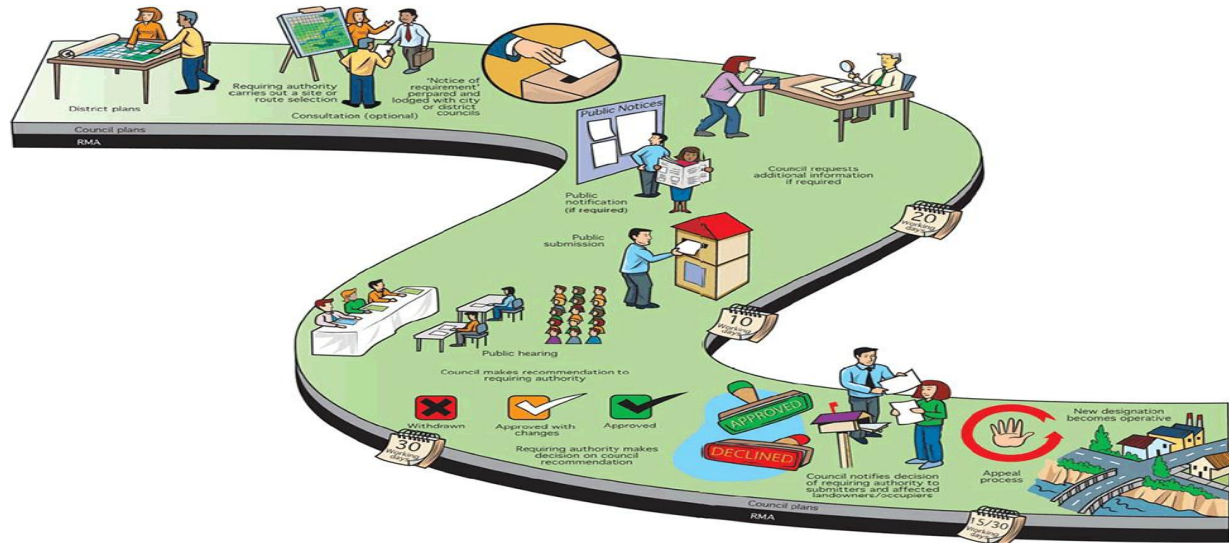 District plans
Requiring authority
carries out a site or
route selection
Consultation (optional)
'Notice of
requirement'
perpared and
lodged with city
or district
councils
Council plans
RMA
Public Notices
Public
notification
(if required)
Council requests
additional information
if required
20
Working
days
Public
submission
10
Working
days
Public hearing
Council makes recommendation to
requiring authority
Withdrawn
Approved with
changes
Approved
30
Working
days
Requiring authority makes
decision on council
recommendation
APPROVED
DECLINED
Council notifies decision
of requiring authority to
submitters and affected
landowners/occupiers
Appeal
process
New designation
becomes operative
Council plans
RMA
15/30
Working
days